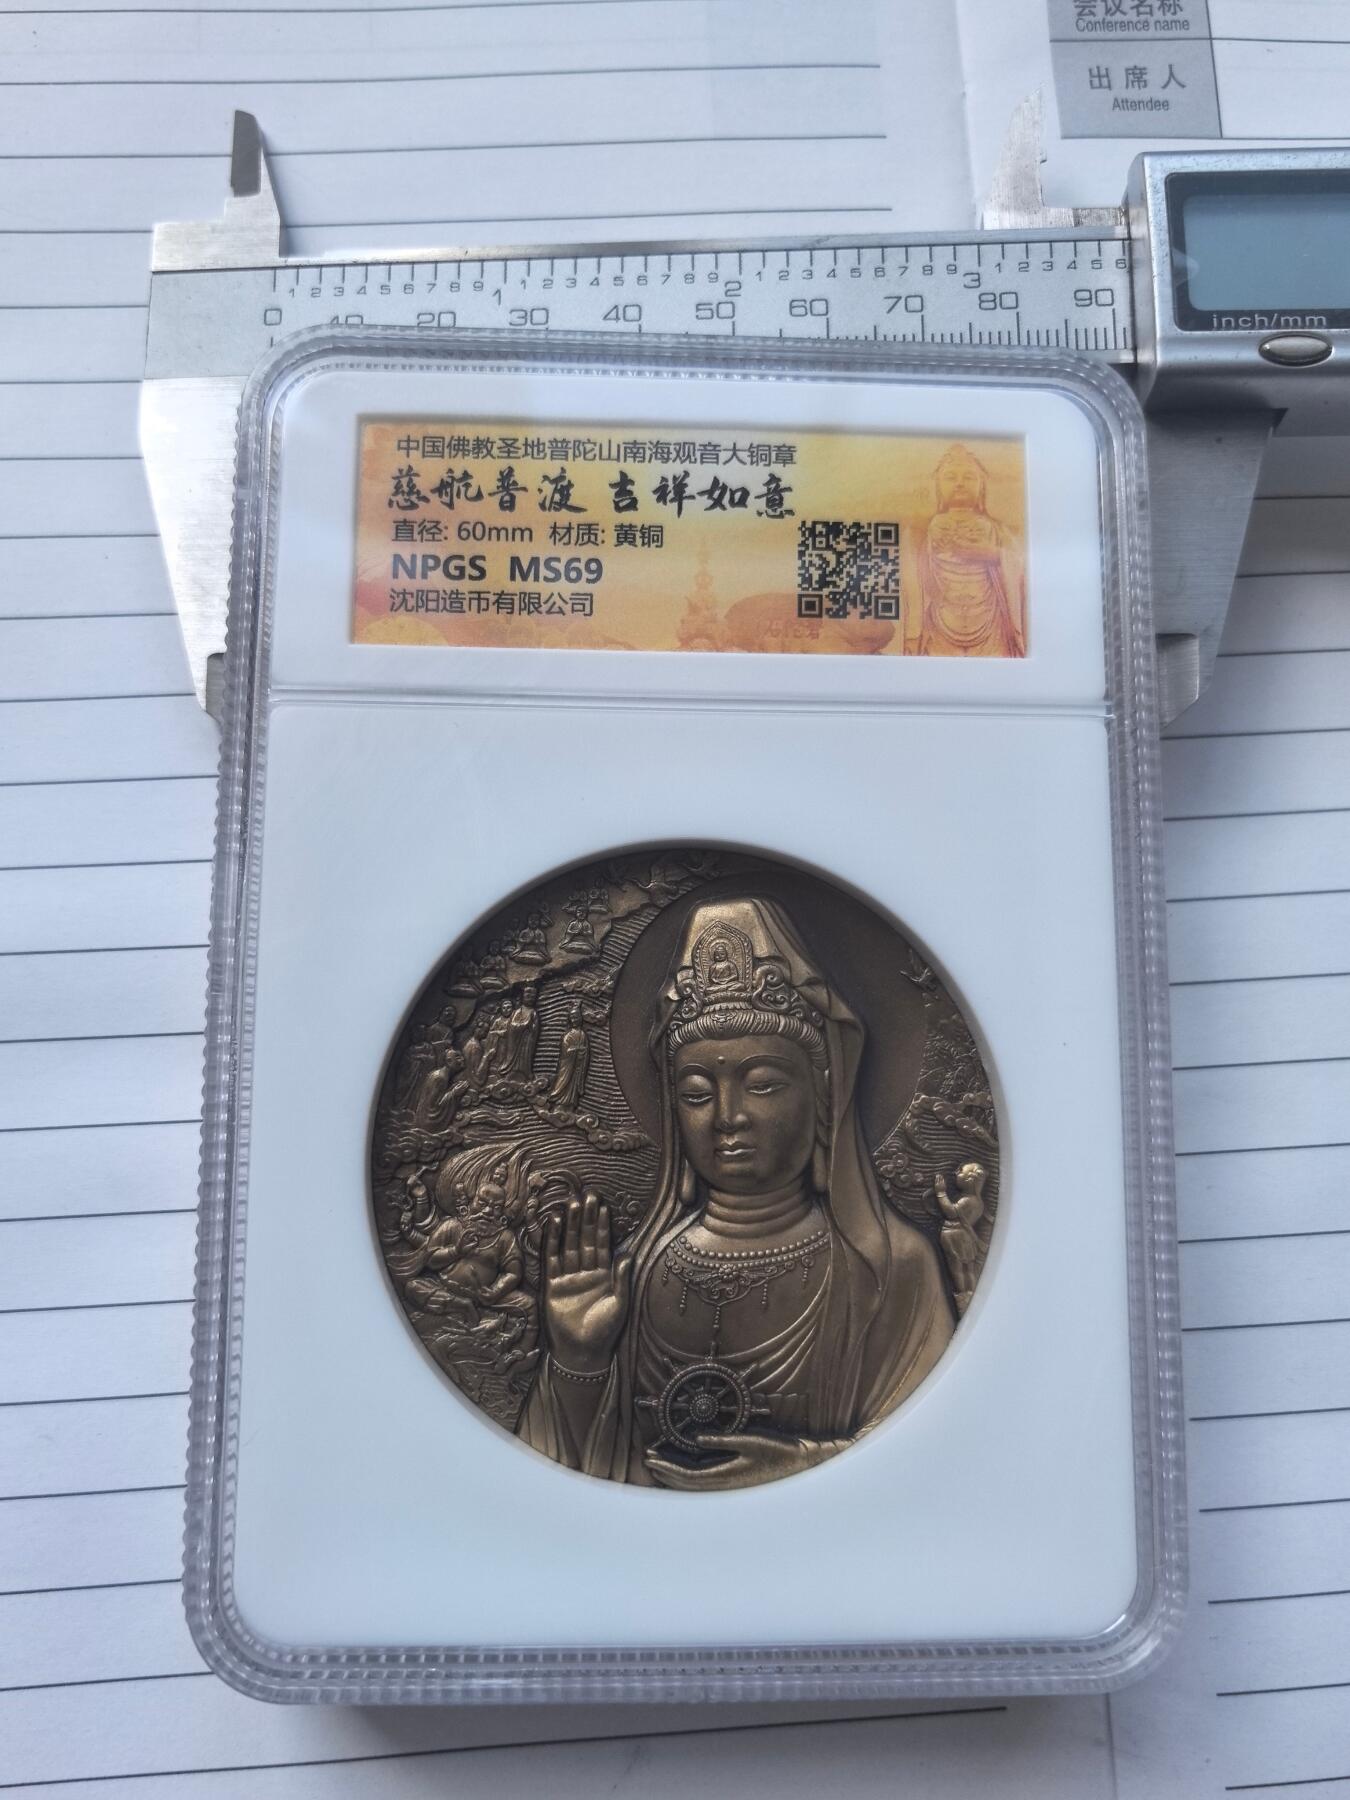 会议名称
Conference name
出席人
Attendee
1 2 3 4 5 6 7 8 9 1 1 2 3 4 5 6 7 8 9 2 1 2 3 4 5 6 7 8 9 3 1 2 3 4 5 6
0 10 20 30 40 50 60 70 80 90
inch/mm
中国佛教圣地普陀山南海观音大铜章
慈航普渡 吉祥如意
直径: 60mm 材质: 黄铜
NPGS MS69
沈阳造币有限公司